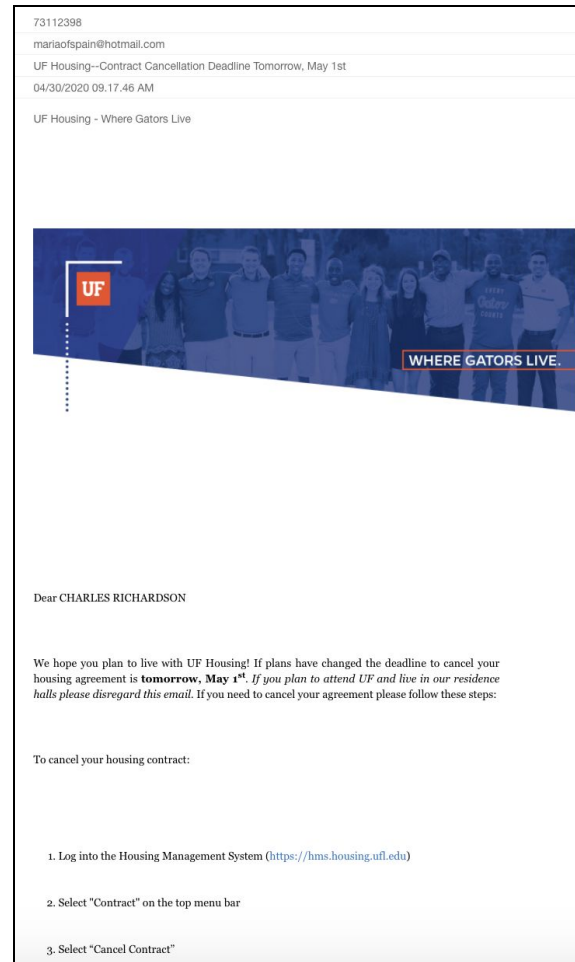 73112398
mariaofspain@hotmail.com
UF Housing--Contract Cancellation Deadline Tomorrow, May 1st
04/30/2020 09.17.46 AM
UF Housing - Where Gators Live
UF
EVERY
Gator
COUNTS
WHERE GATORS LIVE.
Dear CHARLES RICHARDSON
We hope you plan to live with UF Housing! If plans have changed the deadline to cancel your
housing agreement is tomorrow, May 1st. If you plan to attend UF and live in our residence
halls please disregard this email. If you need to cancel your agreement please follow these steps:
To cancel your housing contract:
1. Log into the Housing Management System (https://hms.housing.ufl.edu)
2. Select "Contract" on the top menu bar
3. Select “Cancel Contract”